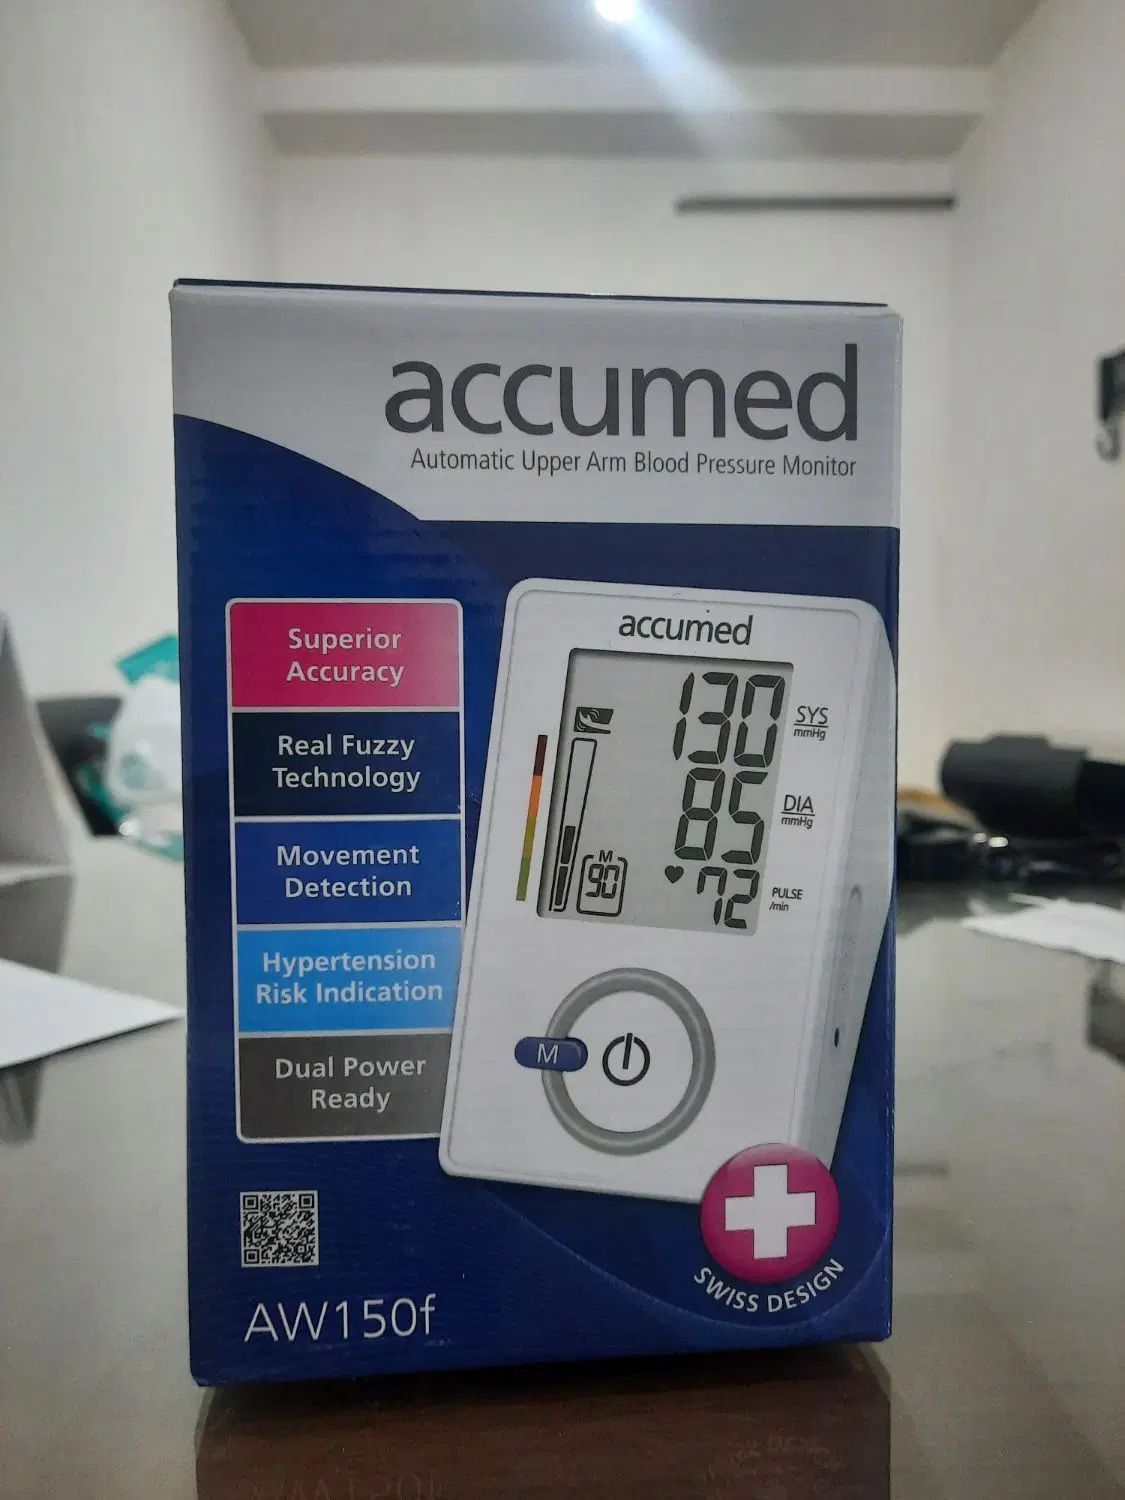 accumed
Automatic Upper Arm Blood Pressure Monitor
Superior
Accuracy
Real Fuzzy
Technology
Movement
Detection
Hypertension
Risk Indication
Dual Power
Ready
accumed
130
SYS
mmHg
85
DIA
mmHg
M
90
72
PULSE
/min
M
SWISS DESIGN
AW150f